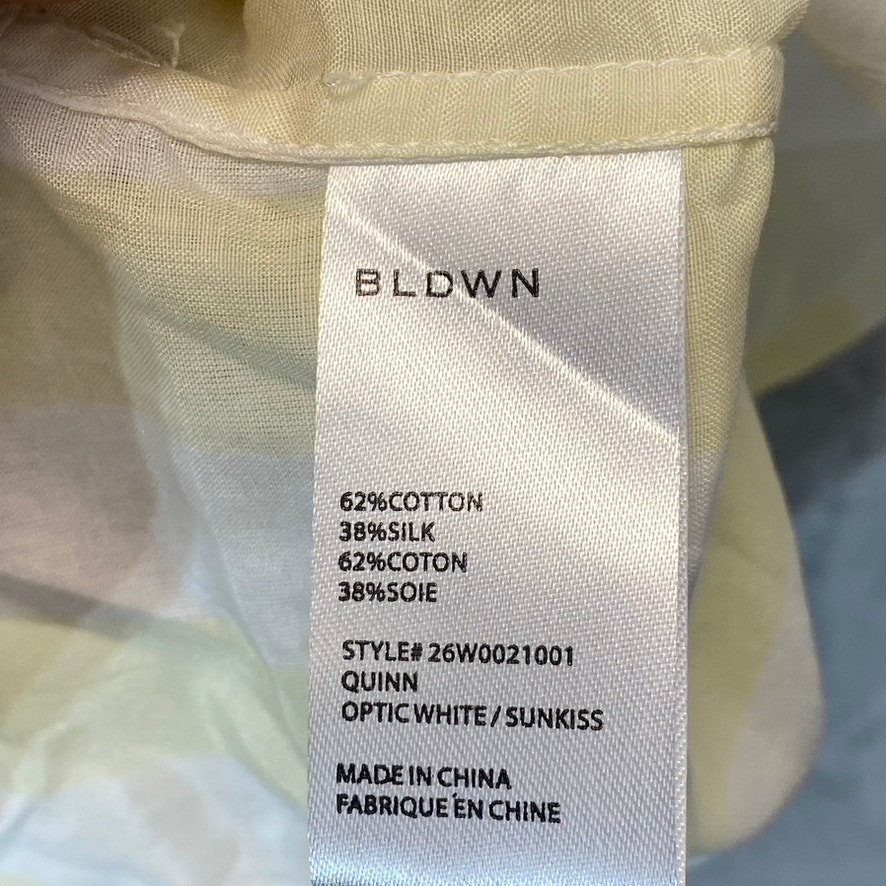 BLDWN
62%COTTON
38%SILK
62%COTON
38%SOIE
STYLE# 26W0021001
QUINN
OPTIC WHITE / SUNKISS
MADE IN CHINA
FABRIQUE ́EN CHINE